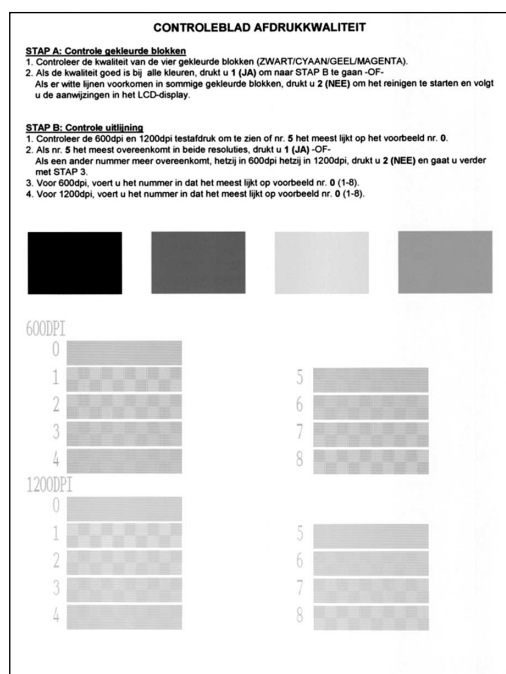 CONTROLEBLAD AFDRUKKWALITEIT
STAP A: Controle gekleurde blokken
1. Controleer de kwaliteit van de vier gekleurde blokken (ZWART/CYAAN/GEEL/MAGENTA).
2. Als de kwaliteit goed is bij alle kleuren, drukt u 1 (JA) om naar STAP B te gaan -OF-
Als er witte lijnen voorkomen in sommige gekleurde blokken, drukt u 2 (NEE) om het reinigen te starten en volgt
u de aanwijzingen in het LCD-display.
STAP B: Controle uitlijning
1. Controleer de 600dpi en 1200dpi testafdruk om te zien of nr. 5 het meest lijkt op het voorbeeld nr. 0.
2. Als nr. 5 het meest overeenkomt in beide resoluties, drukt u 1 (JA) -OF-
Als een ander nummer meer overeenkomt, hetzij in 600dpi hetzij in 1200dpi, drukt u 2 (NEE) en gaat u verder
met STAP 3.
3. Voor 600dpi, voert u het nummer in dat het meest lijkt op voorbeeld nr. 0 (1-8).
4. Voor 1200dpi, voert u het nummer in dat het meest lijkt op voorbeeld nr. 0 (1-8).
600DPI
0
1
2
3
4
5
6
7
8
1200DPI
0
1
2
3
4
5
6
7
8